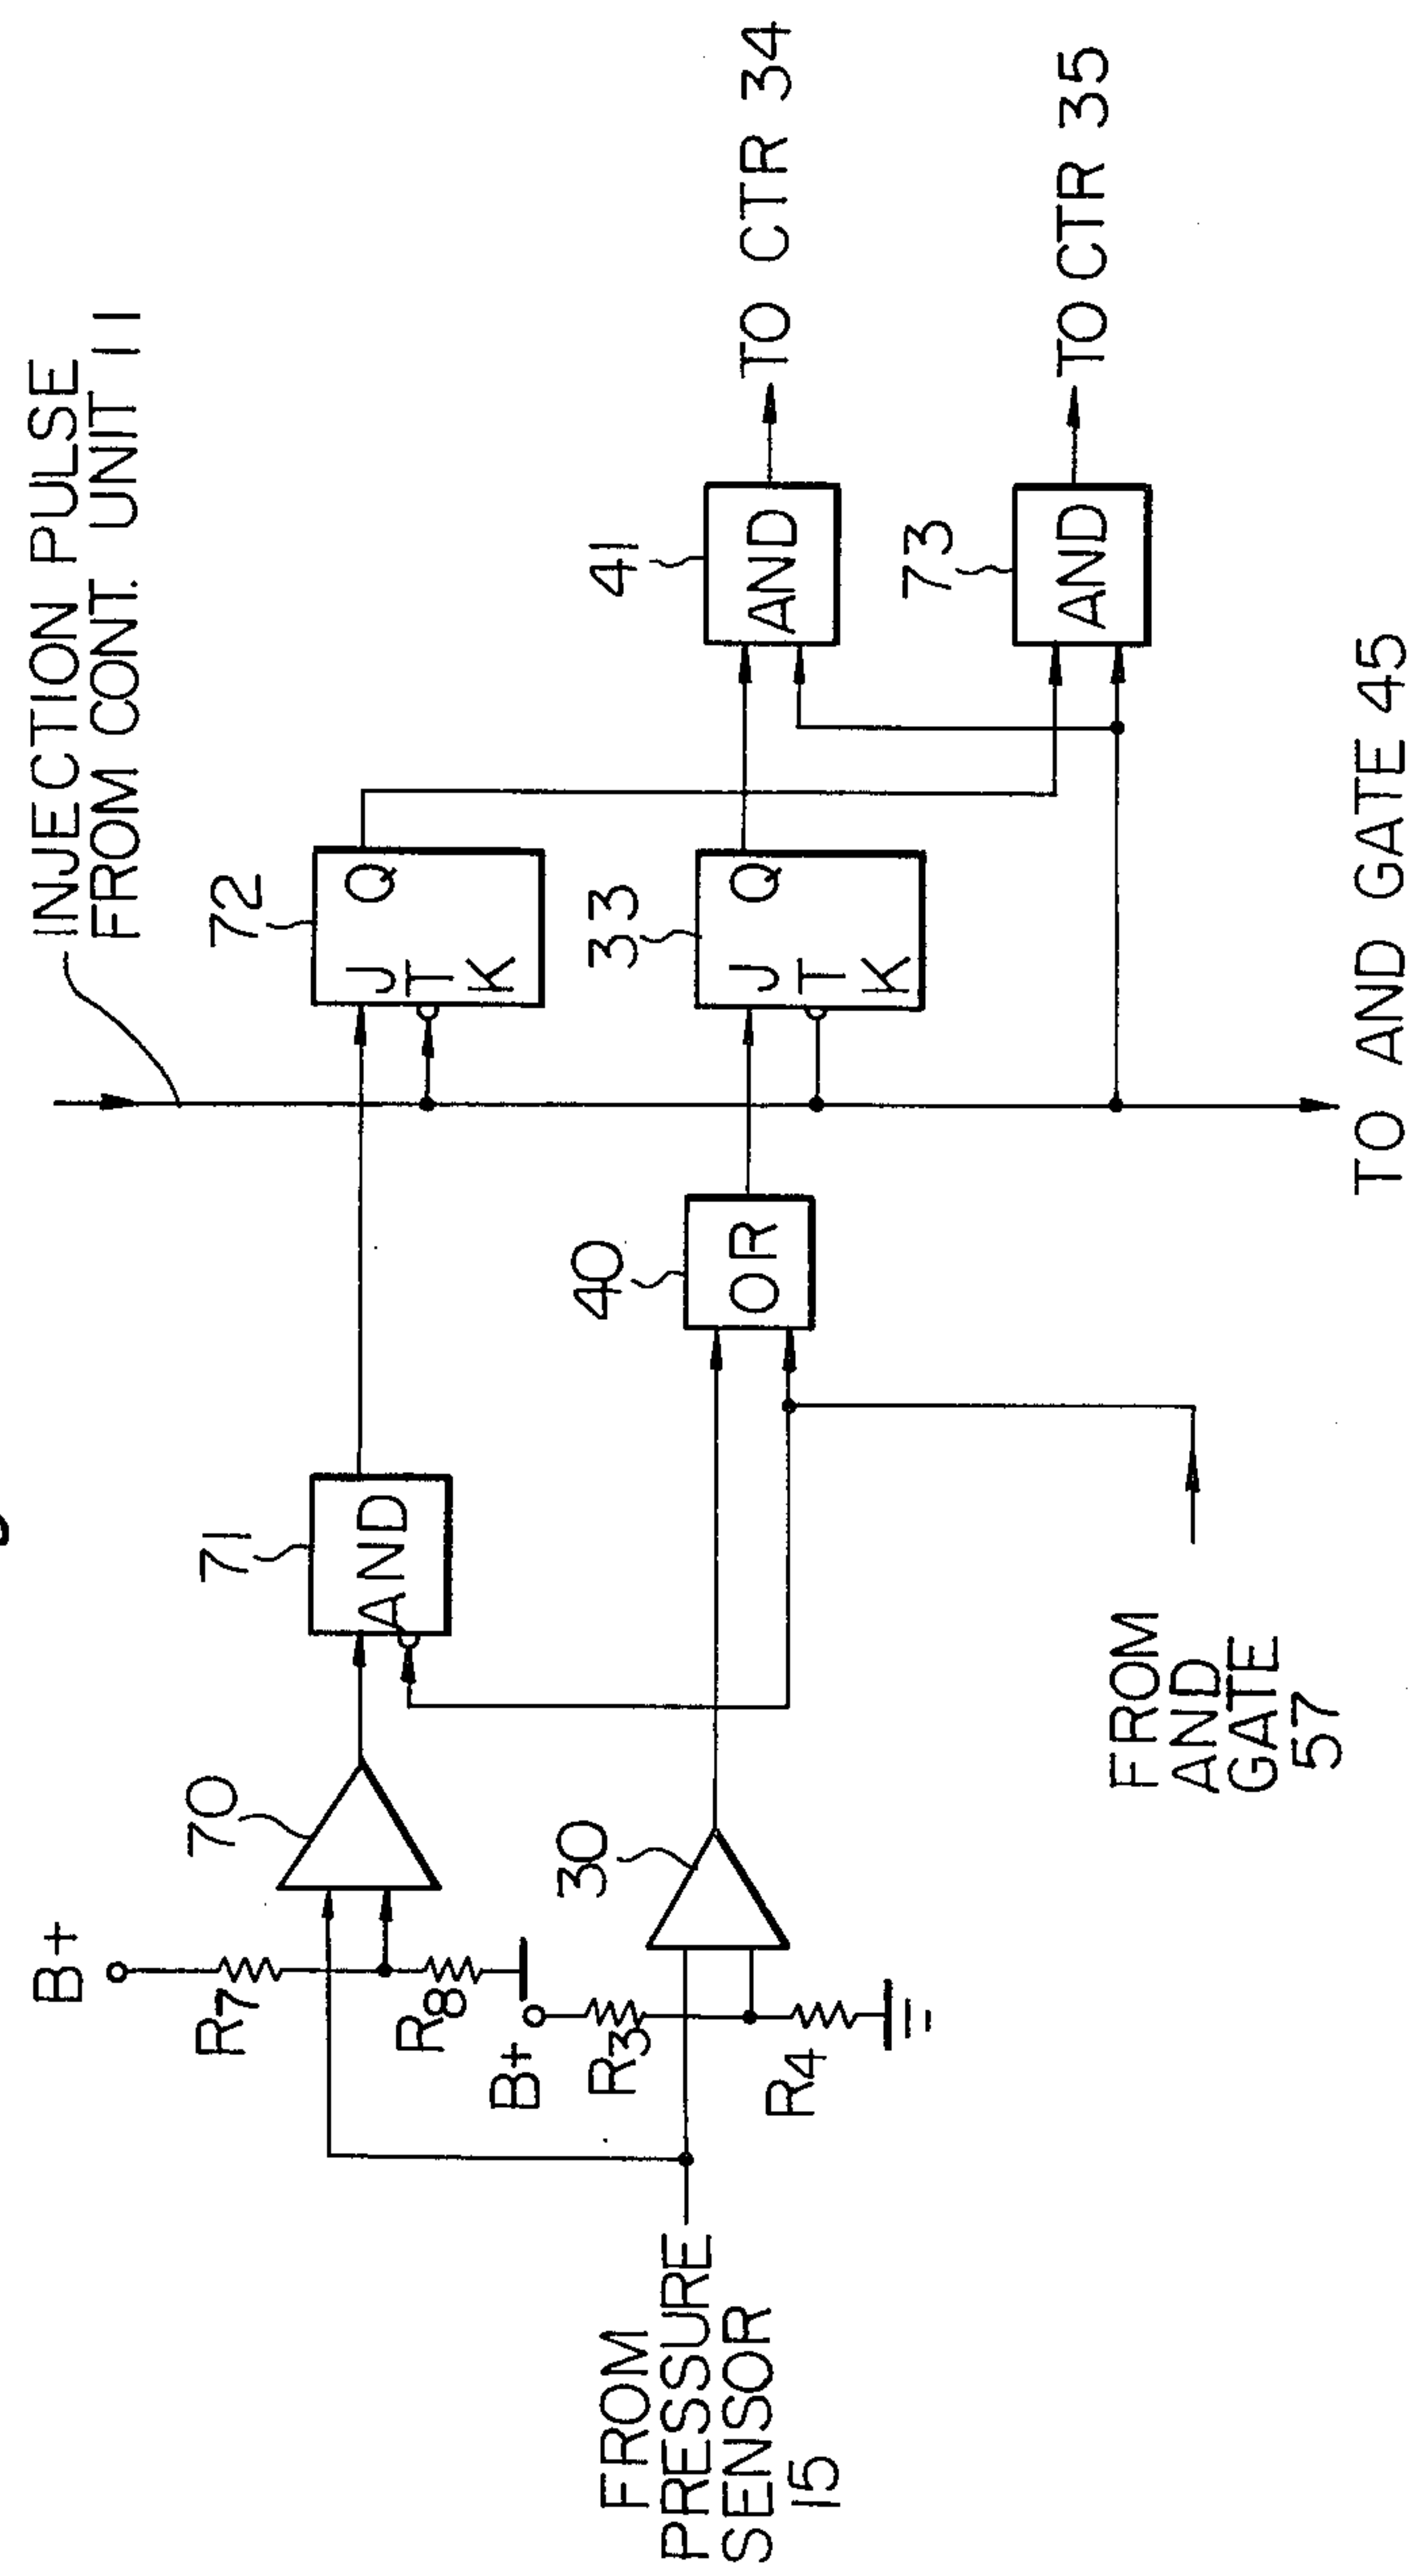 INJECTION PULSE
FROM CONT. UNIT 11
B+
R7
R8
70
71
AND
72
J
T
K
Q
FROM
PRESSURE
SENSOR
15
B+
R3
R4
30
40
OR
33
J
T
K
Q
41
AND
TO CTR 34
73
AND
TO CTR 35
FROM
AND
GATE
57
TO AND GATE 45